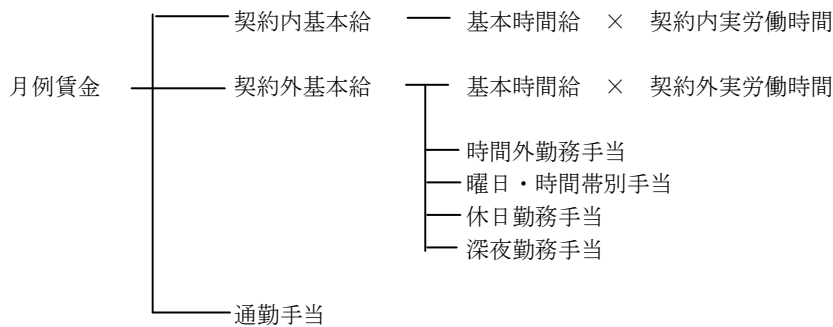 契約内基本給 基本時間給 × 契約内実労働時間
月例賃金 契約外基本給 基本時間給 × 契約外実労働時間
時間外勤務手当
曜日・時間帯別手当
休日勤務手当
深夜勤務手当
通勤手当